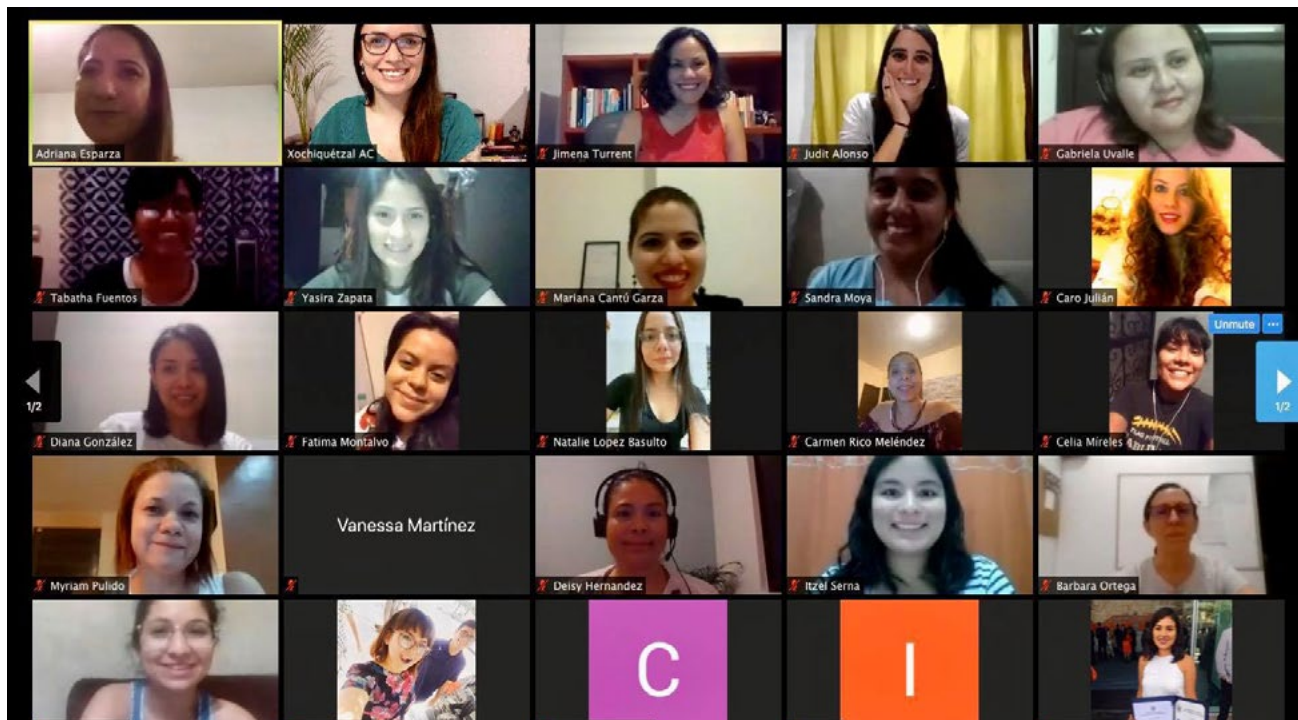 Adriana Esparza
Xochiquétzal AC
Jimena Turrent
Judit Alonso
Gabriela Uvalle
Tabatha Fuentos
Yasira Zapata
Mariana Cantú Garza
Sandra Moya
Caro Julián
Unmute
1/2
1/2
Diana González
Fatima Montalvo
Natalie Lopez Basulto
Carmen Rico Meléndez
Celia Míreles
Myriam Pulido
Vanessa Martínez
Deisy Hernandez
Itzel Serna
Barbara Ortega
C
I